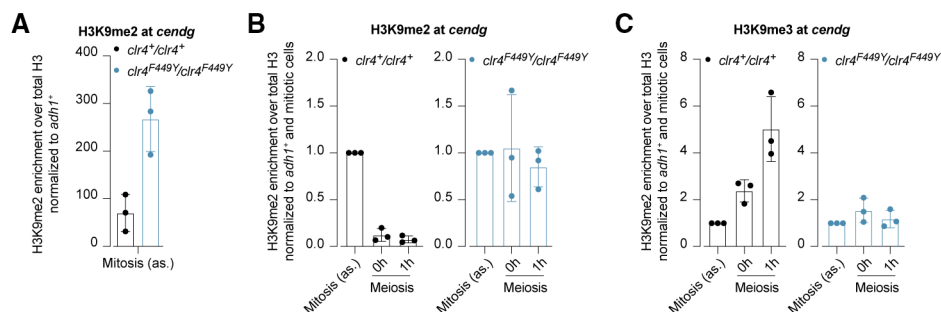 A
H3K9me2 at cendg
clr4+/clr4+
clr4F449Y/clr4F449Y
H3K9me2 enrichment over total H3
normalized to adh1+
400
300
200
100
0
Mitosis (as.)
B
H3K9me2 at cendg
clr4+/clr4+
clr4F449Y/clr4F449Y
H3K9me2 enrichment over total H3
normalized to adh1+ and mitotic cells
2.0
1.5
1.0
0.5
0.0
Mitosis (as.)
0h
1h
Meiosis
2.0
1.5
1.0
0.5
0.0
Mitosis (as.)
0h
1h
Meiosis
C
H3K9me3 at cendg
clr4+/clr4+
clr4F449Y/clr4F449Y
H3K9me2 enrichment over total H3
normalized to adh1+ and mitotic cells
8
6
4
2
0
Mitosis (as.)
0h
1h
Meiosis
8
6
4
2
0
Mitosis (as.)
0h
1h
Meiosis